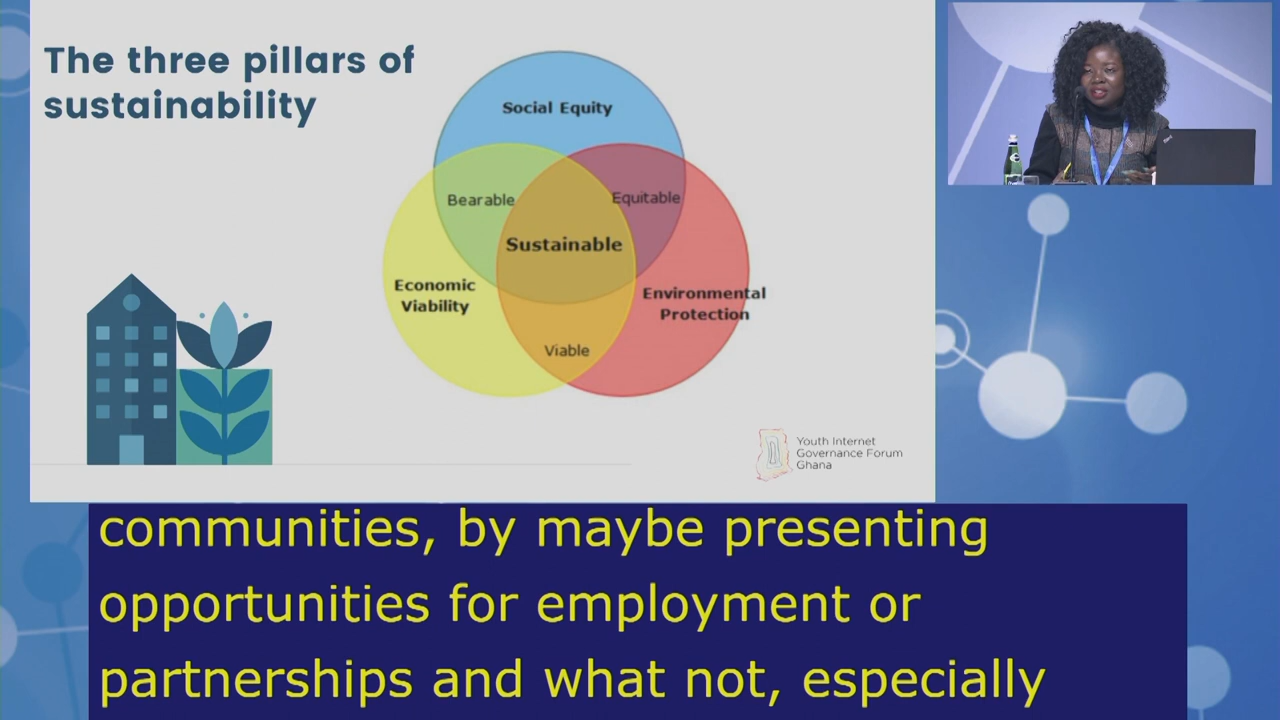 The three pillars of
sustainability
Social Equity
Bearable
Equitable
Sustainable
Economic
Viability
Environmental
Protection
Viable
Youth Internet
Governance Forum
Ghana
communities, by maybe presenting
opportunities for employment or
partnerships and what not, especially